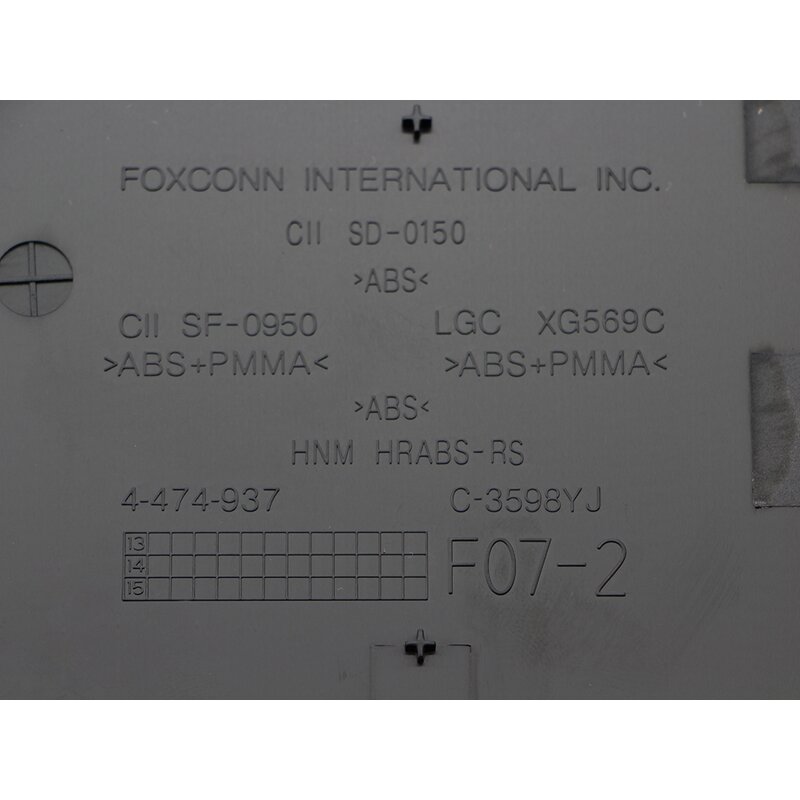 FOXCONN INTERNATIONAL INC.
CII SD-0150
>ABS<
CII SF-0950 LGC XG569C
>ABS+PMMA< >ABS+PMMA<
>ABS<
HNM HRABS-RS
4-474-937 C-3598YJ
13
14
15
F07-2